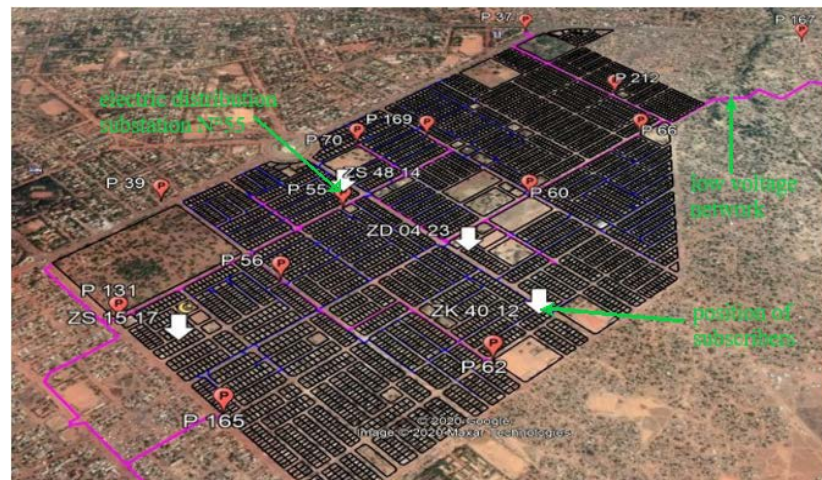 P 37
P 167
P 212
electric distribution
substation N°55
P 169
P 70
P 66
ZS 48 14
P 39
P 55
P 60
low voltage
network
ZD 04 23
P 56
P 131
ZS 15 17
ZK 40 12
position of
subscribers
P 62
P 165
© 2020 Google
Image © 2020 Maxar Technologies